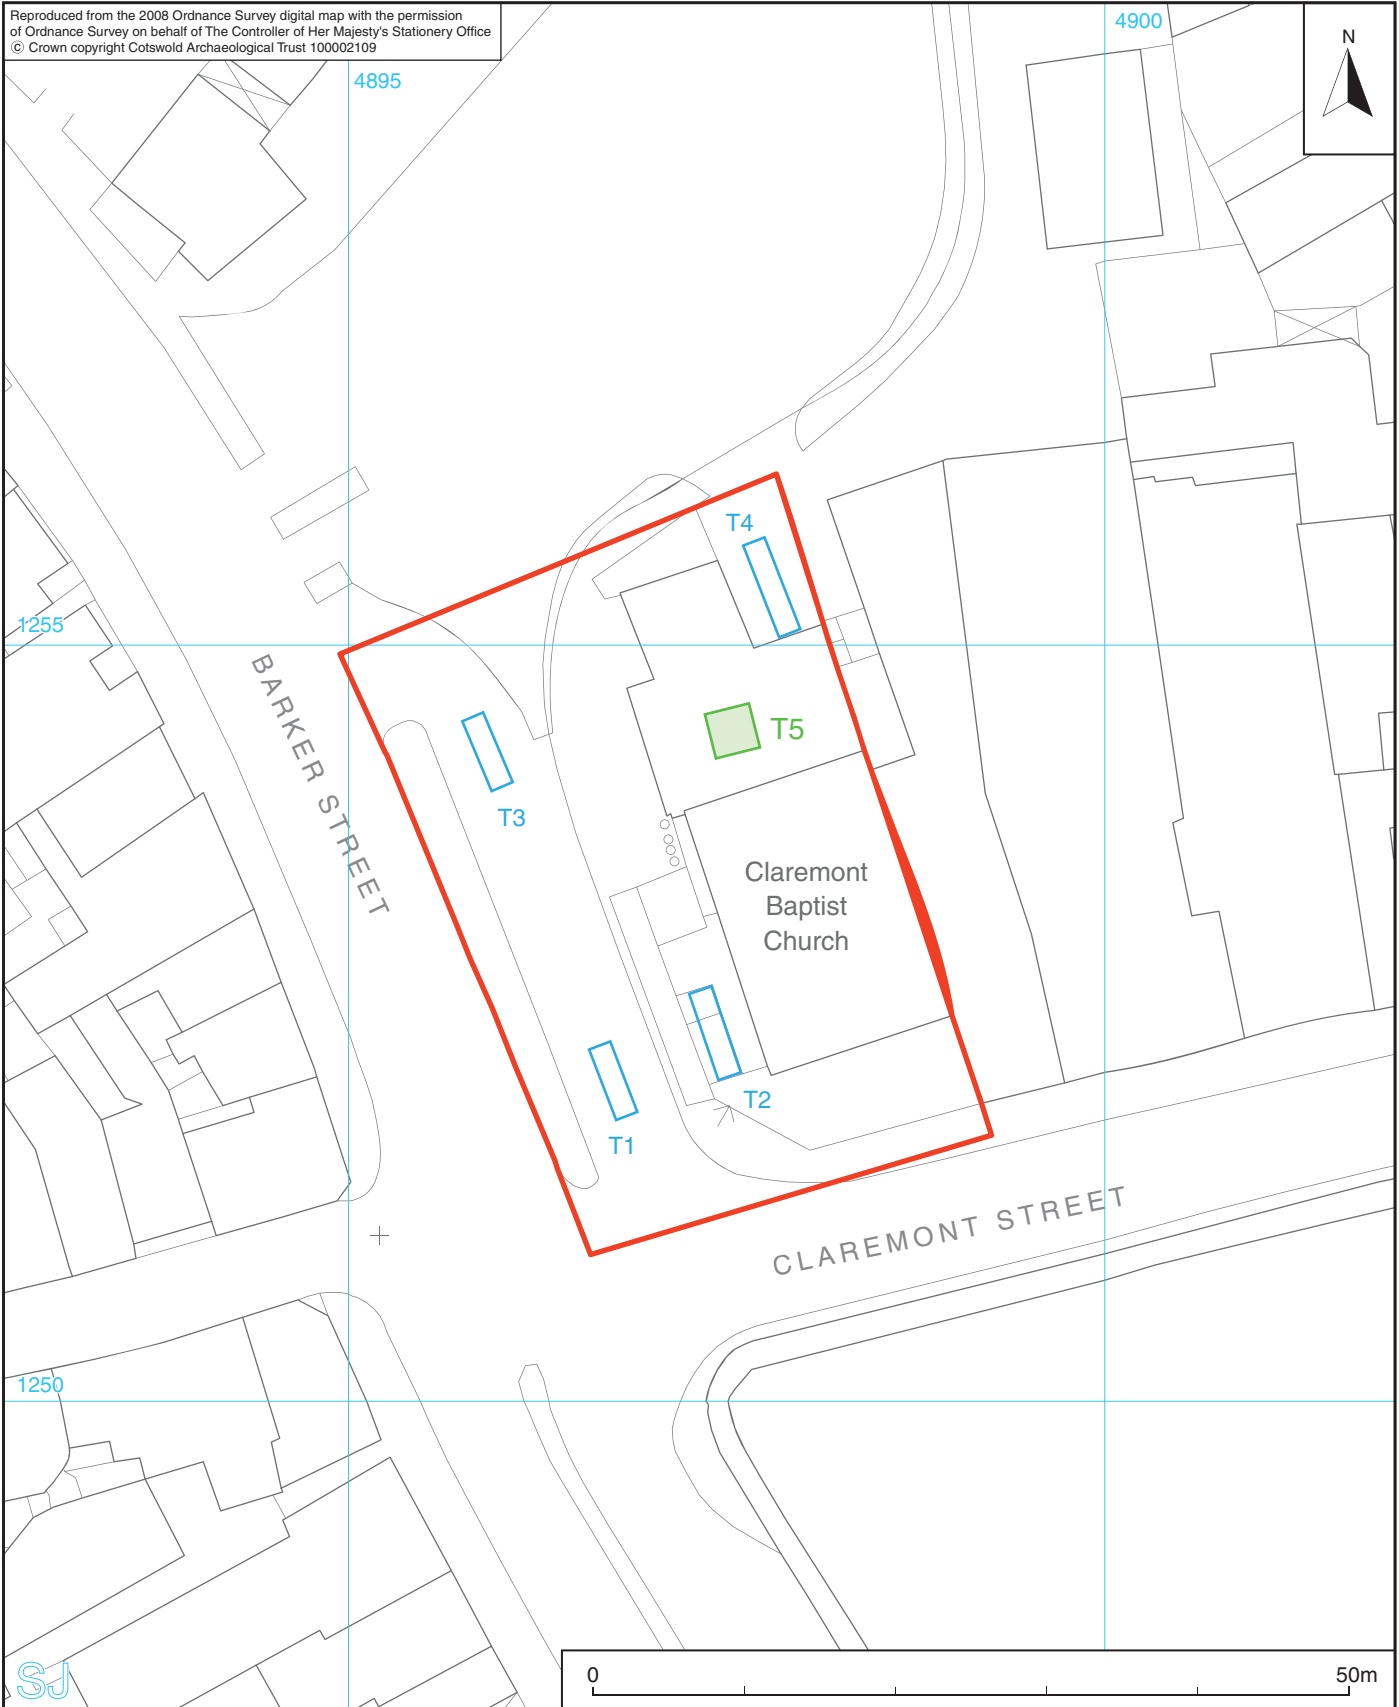 Reproduced from the 2008 Ordnance Survey digital map with the permission
of Ordnance Survey on behalf of The Controller of Her Majesty's Stationery Office
© Crown copyright Cotswold Archaeological Trust 100002109
4900
N
4895
T4
1255
BARKER STREET
T5
T3
Claremont
Baptist
Church
T2
T1
CLAREMONT STREET
1250
SJ
0
50m